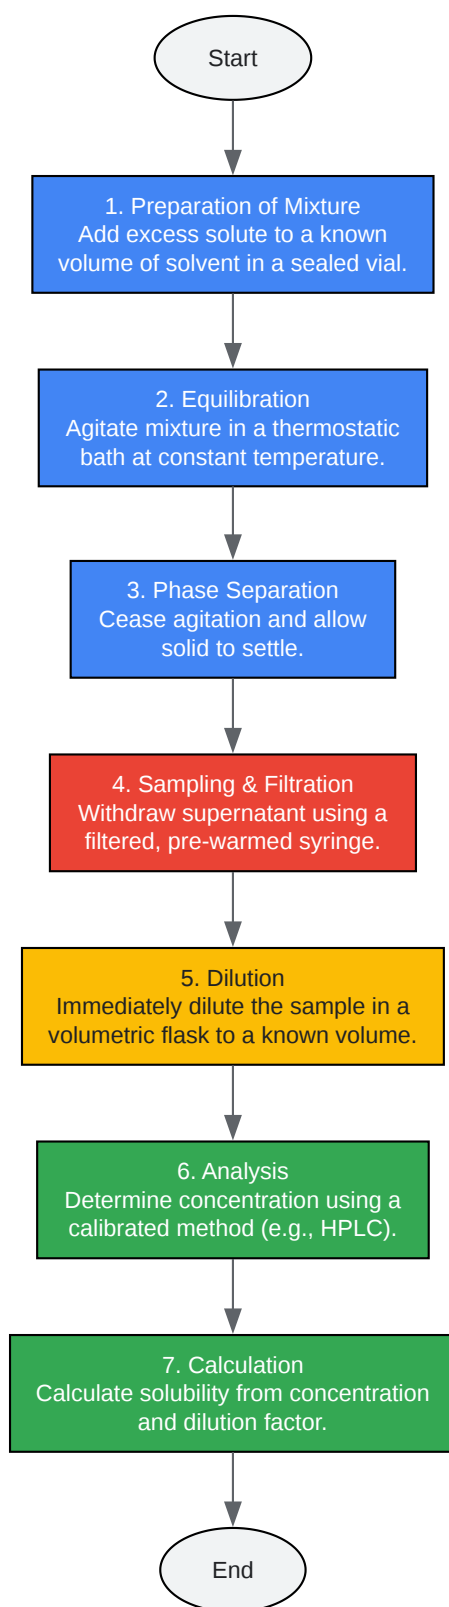 Start
1. Preparation of Mixture
Add excess solute to a known
volume of solvent in a sealed vial.
2. Equilibration
Agitate mixture in a thermostatic
bath at constant temperature.
3. Phase Separation
Cease agitation and allow
solid to settle.
4. Sampling & Filtration
Withdraw supernatant using a
filtered, pre-warmed syringe.
5. Dilution
Immediately dilute the sample in a
volumetric flask to a known volume.
6. Analysis
Determine concentration using a
calibrated method (e.g., HPLC).
7. Calculation
Calculate solubility from concentration
and dilution factor.
End